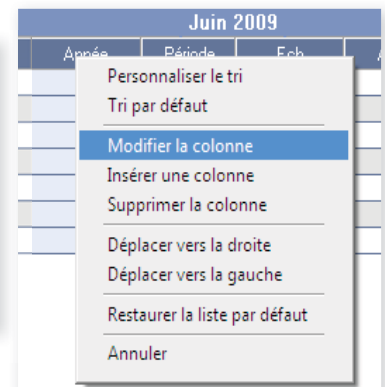 Juin 2009
Année Période Ech
Personnaliser le tri
Tri par défaut
Modifier la colonne
Insérer une colonne
Supprimer la colonne
Déplacer vers la droite
Déplacer vers la gauche
Restaurer la liste par défaut
Annuler